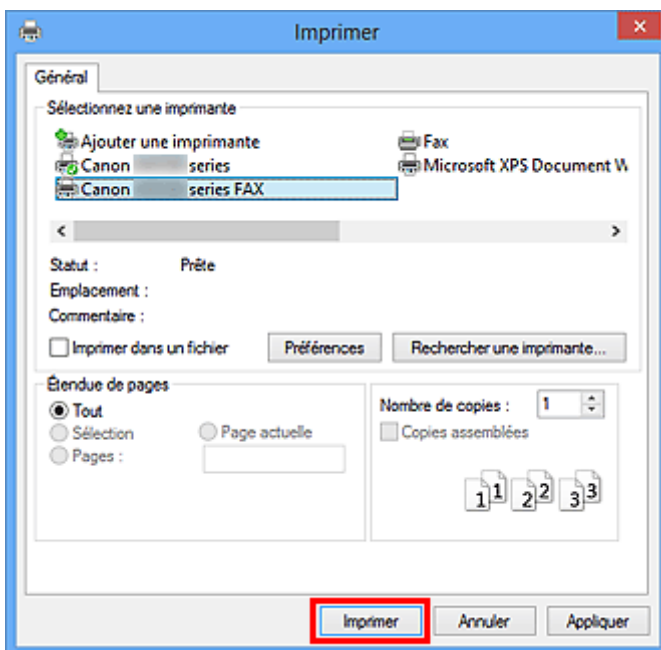 Imprimer
Général
Sélectionnez une imprimante
Ajouter une imprimante
Fax
Canon series
Microsoft XPS Document W
Canon series FAX
Statut : Prête
Emplacement :
Commentaire :
Imprimer dans un fichier
Préférences
Rechercher une imprimante...
Étendue de pages
Tout
Sélection
Page actuelle
Pages :
Nombre de copies : 1
Copies assemblées
1 1 2 2 3 3
Imprimer
Annuler
Appliquer